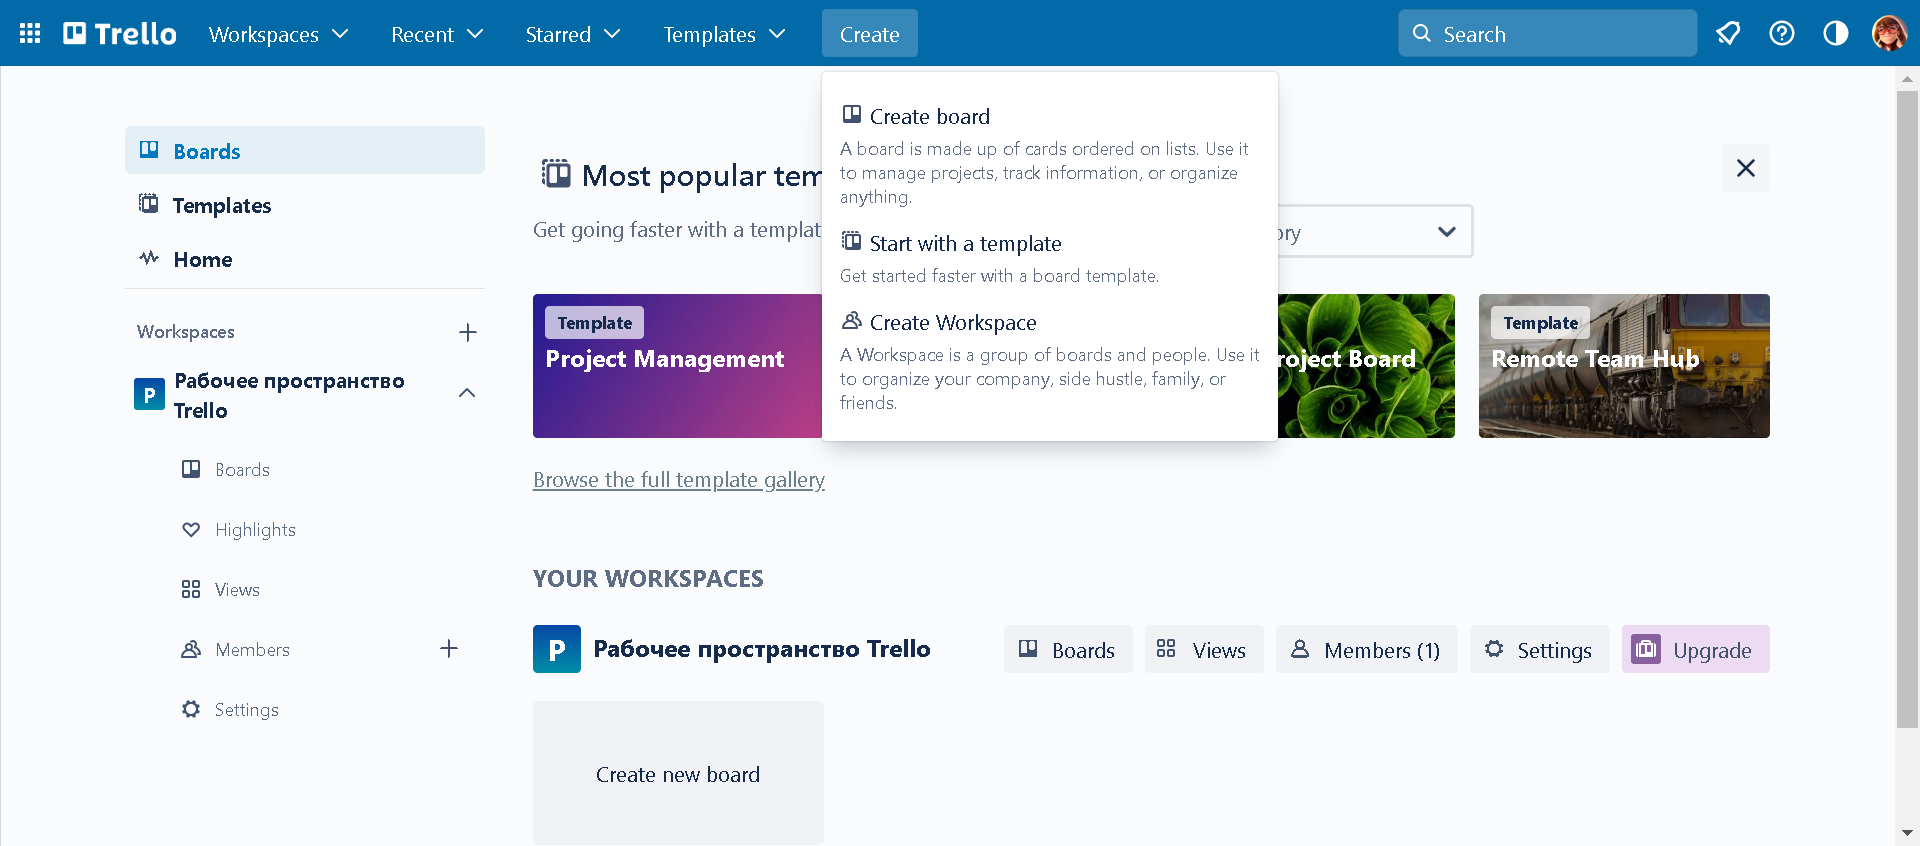 Trello
Workspaces
Recent
Starred
Templates
Create
Search
Create board
A board is made up of cards ordered on lists. Use it
to manage projects, track information, or organize
anything.
Start with a template
Get started faster with a board template.
Create Workspace
A Workspace is a group of boards and people. Use it
to organize your company, side hustle, family, or
friends.
Boards
Templates
Home
Workspaces
P
Рабочее пространство
Trello
Boards
Highlights
Views
Members
Settings
Most popular
Get going faster with a
Template
Project Management
Board
Template
Remote Team Hub
Browse the full template gallery
YOUR WORKSPACES
P
Рабочее пространство Trello
Boards
Views
Members (1)
Settings
Upgrade
Create new board